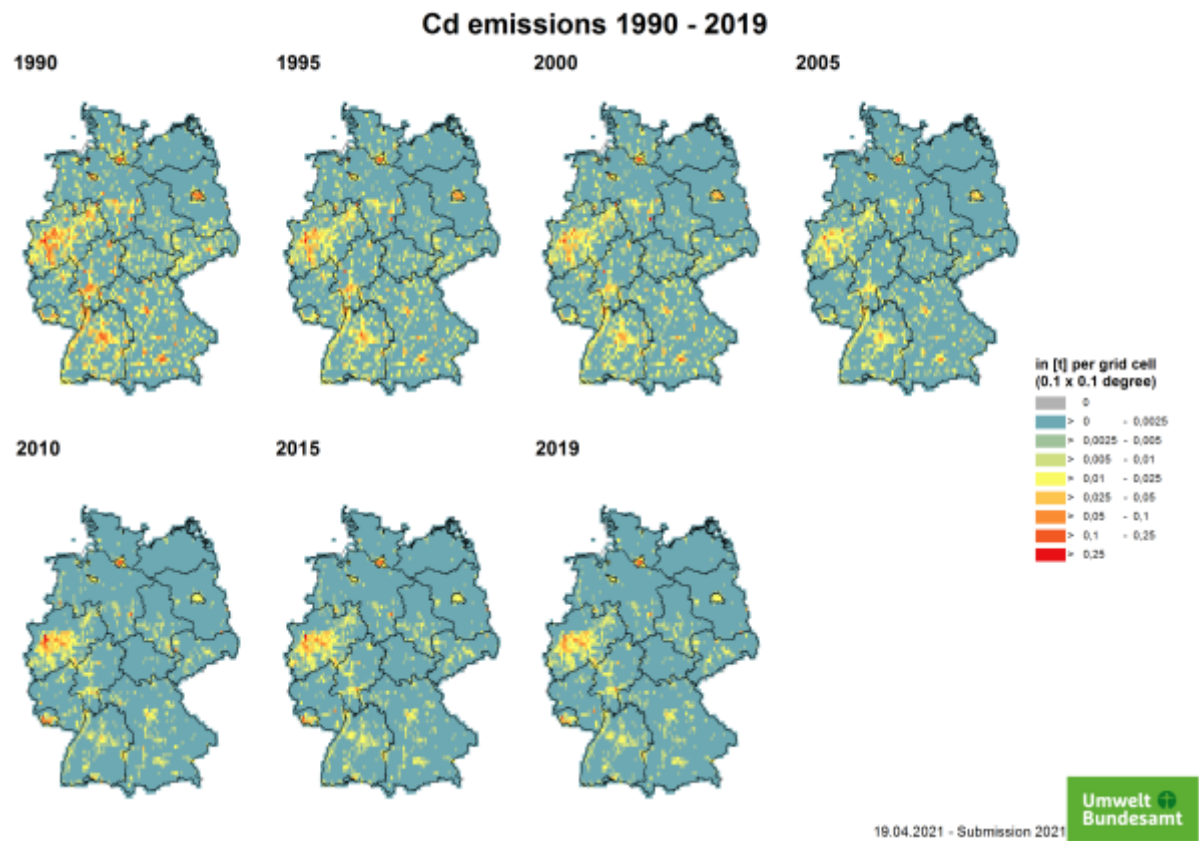 Cd emissions 1990 - 2019
1990
1995
2000
2005
2010
2015
2019
in [t] per grid cell
(0.1 x 0.1 degree)
0
> 0 - 0,0025
> 0,0025 - 0,005
> 0,005 - 0,01
> 0,01 - 0,025
> 0,025 - 0,05
> 0,05 - 0,1
> 0,1 - 0,25
> 0,25
19.04.2021 - Submission 2021
Umwelt
Bundesamt